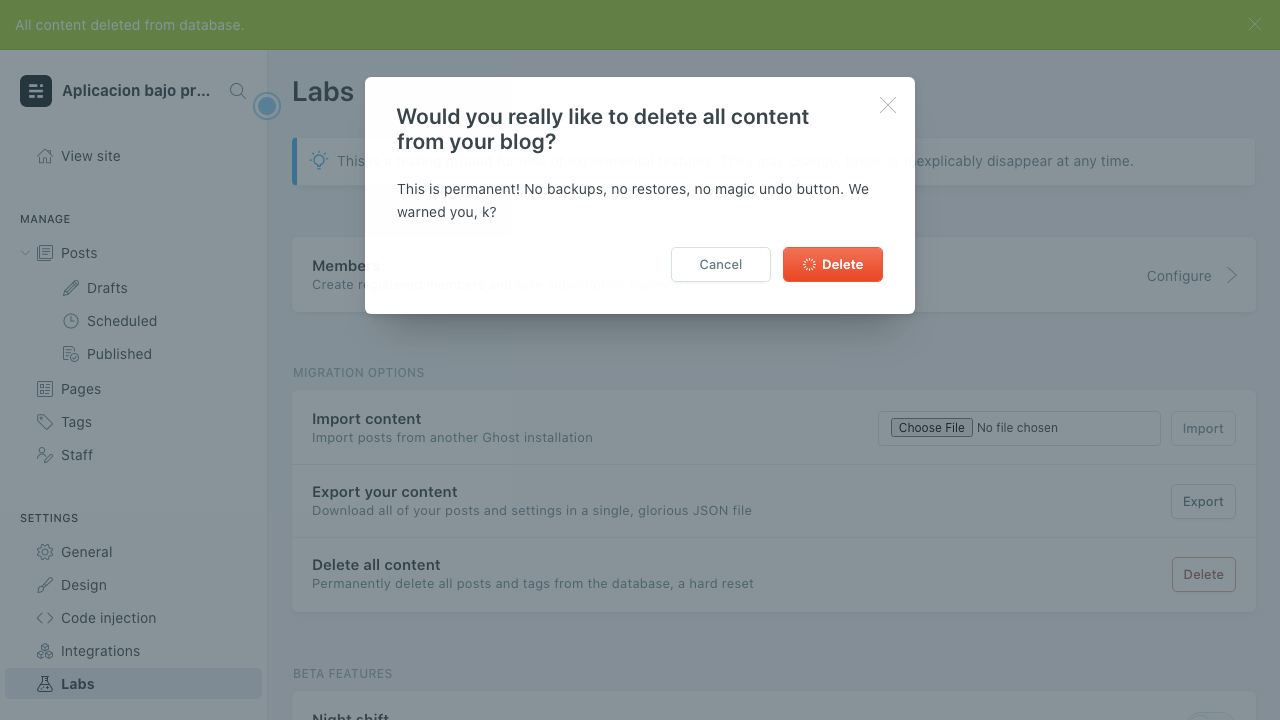 All content deleted from database.
Aplicacion bajo pr...
View site
MANAGE
Posts
Drafts
Scheduled
Published
Pages
Tags
Staff
SETTINGS
General
Design
Code injection
Integrations
Labs
Labs
Would you really like to delete all content
from your blog?
This is permanent! No backups, no restores, no magic undo button. We
warned you, k?
Cancel
Delete
This is inexplicably disappear at any time.
Members
Create
Configure
MIGRATION OPTIONS
Import content
Import posts from another Ghost installation
Choose File No file chosen
Import
Export your content
Download all of your posts and settings in a single, glorious JSON file
Export
Delete all content
Permanently delete all posts and tags from the database, a hard reset
Delete
BETA FEATURES
Night shift